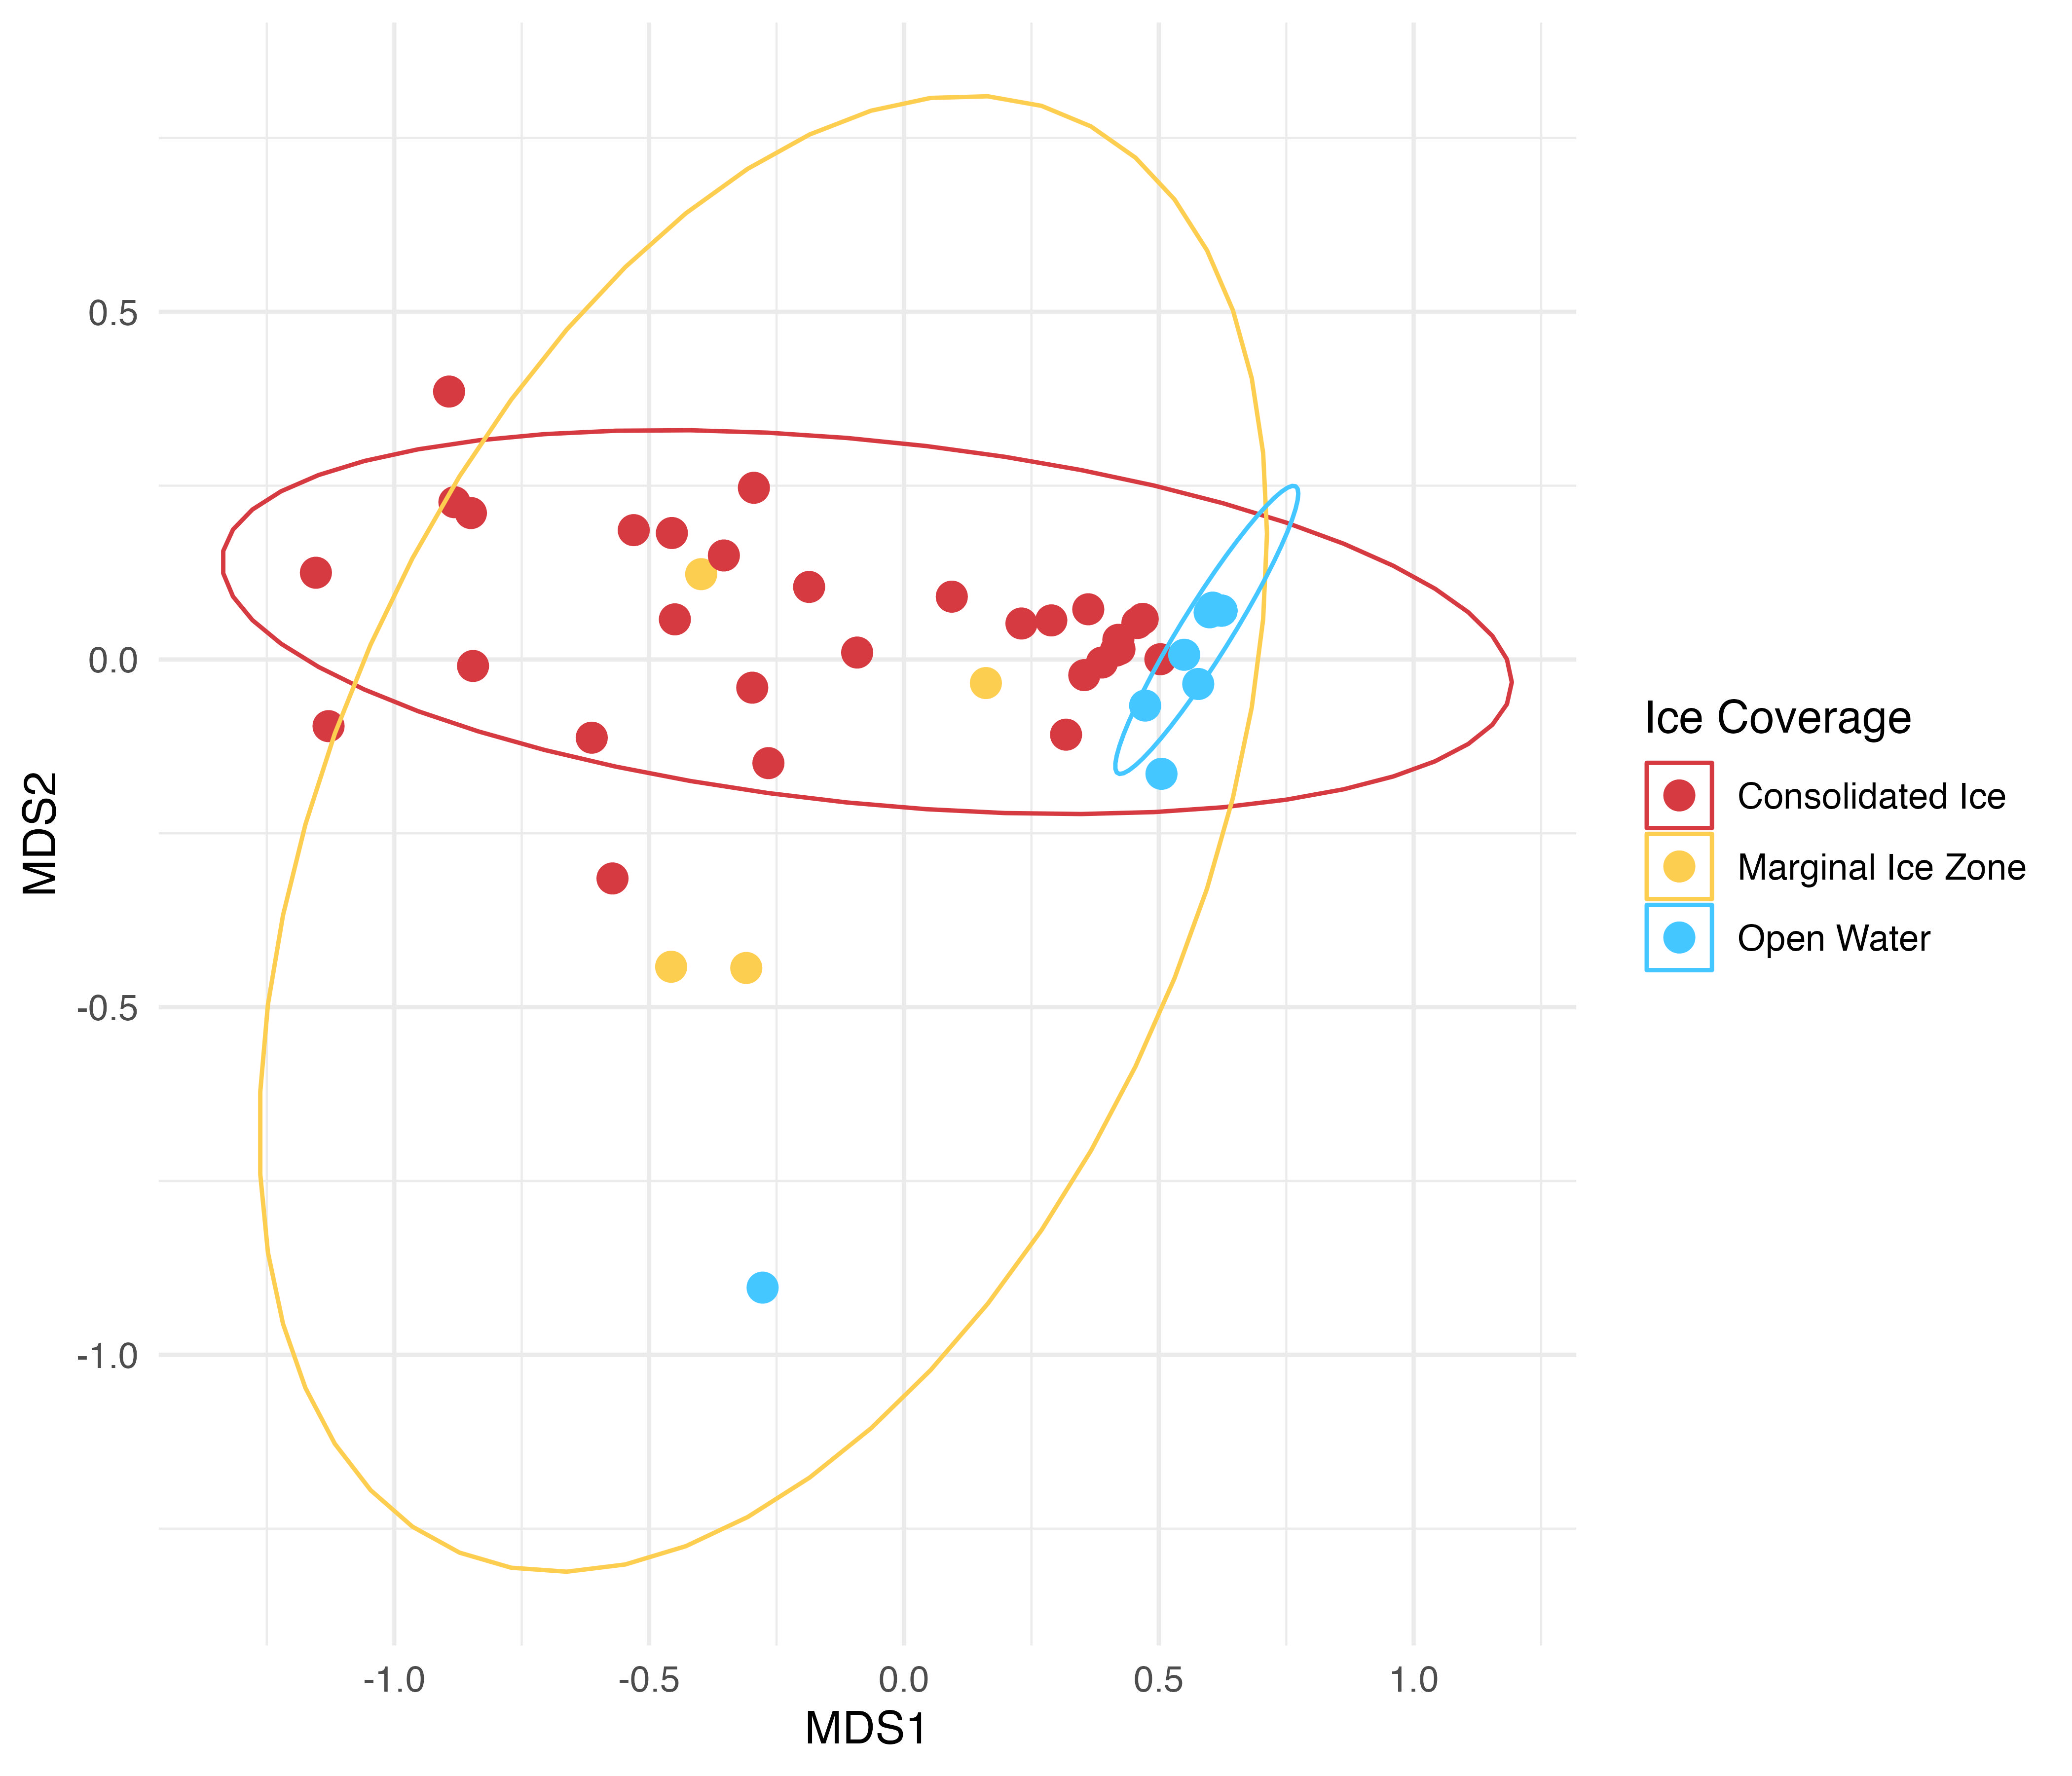 0.5
0.0
-0.5
-1.0
MDS2
-1.0 -0.5 0.0 0.5 1.0
MDS1
Ice Coverage
Consolidated Ice
Marginal Ice Zone
Open Water